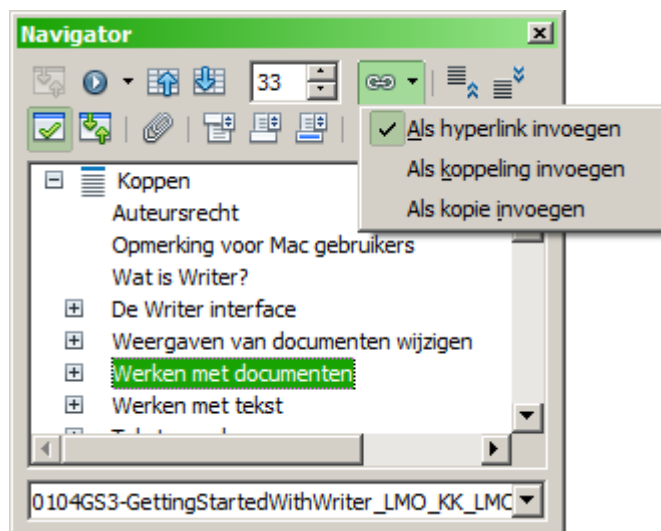 Navigator
33
Als hyperlink invoegen
Als koppeling invoegen
Als kopie invoegen
Koppen
Auteursrecht
Opmerking voor Mac gebruikers
Wat is Writer?
De Writer interface
Weergaven van documenten wijzigen
Werken met documenten
Werken met tekst
0104GS3-GettingStartedWithWriter_LMO_KK_LMC